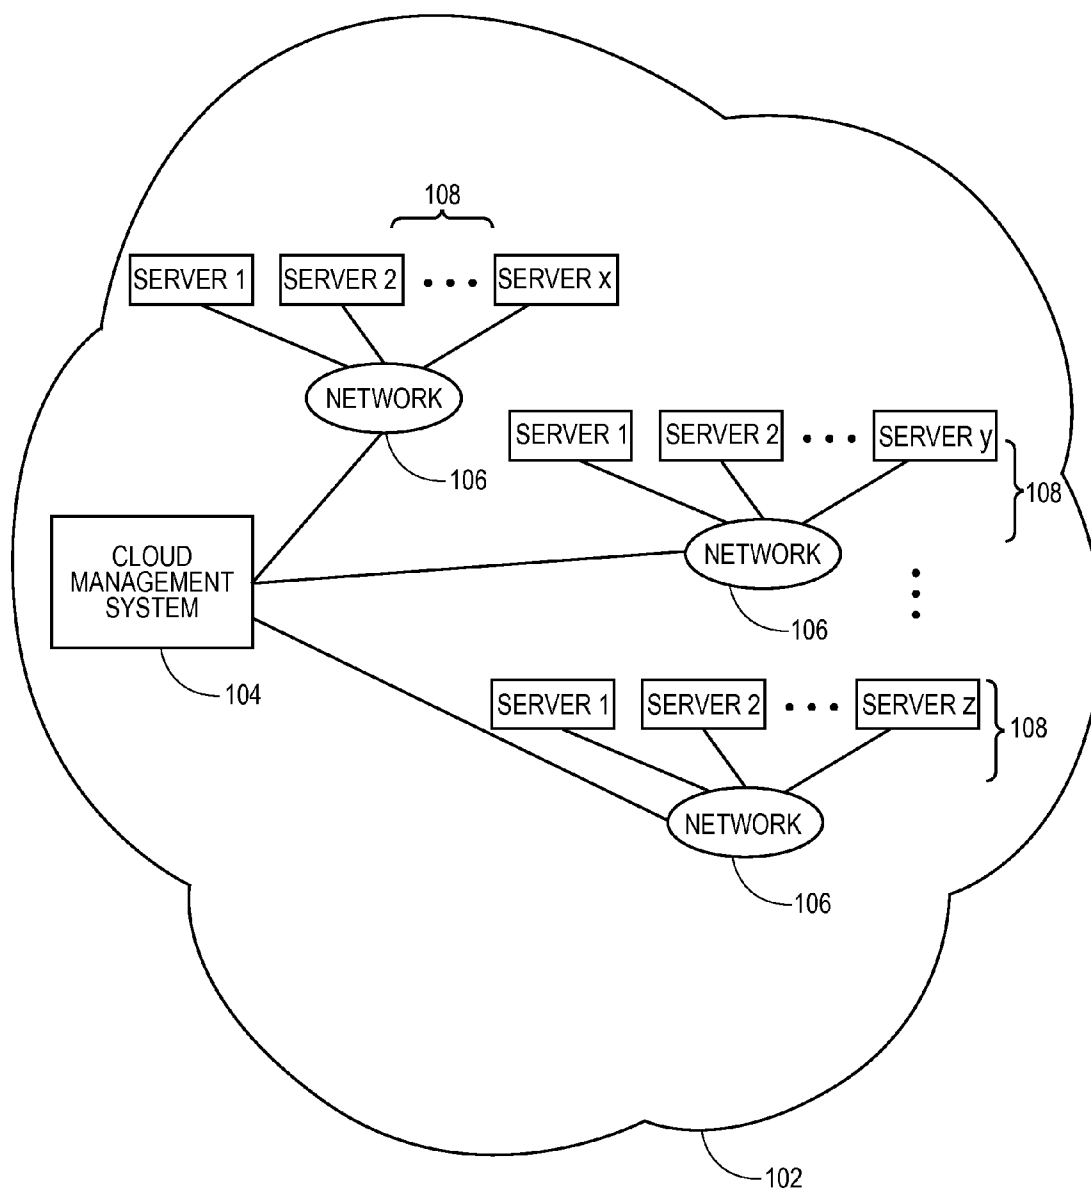 108
SERVER 1
SERVER 2
SERVER x
NETWORK
106
SERVER 1
SERVER 2
SERVER y
108
NETWORK
106
CLOUD
MANAGEMENT
SYSTEM
104
SERVER 1
SERVER 2
SERVER z
108
NETWORK
106
102